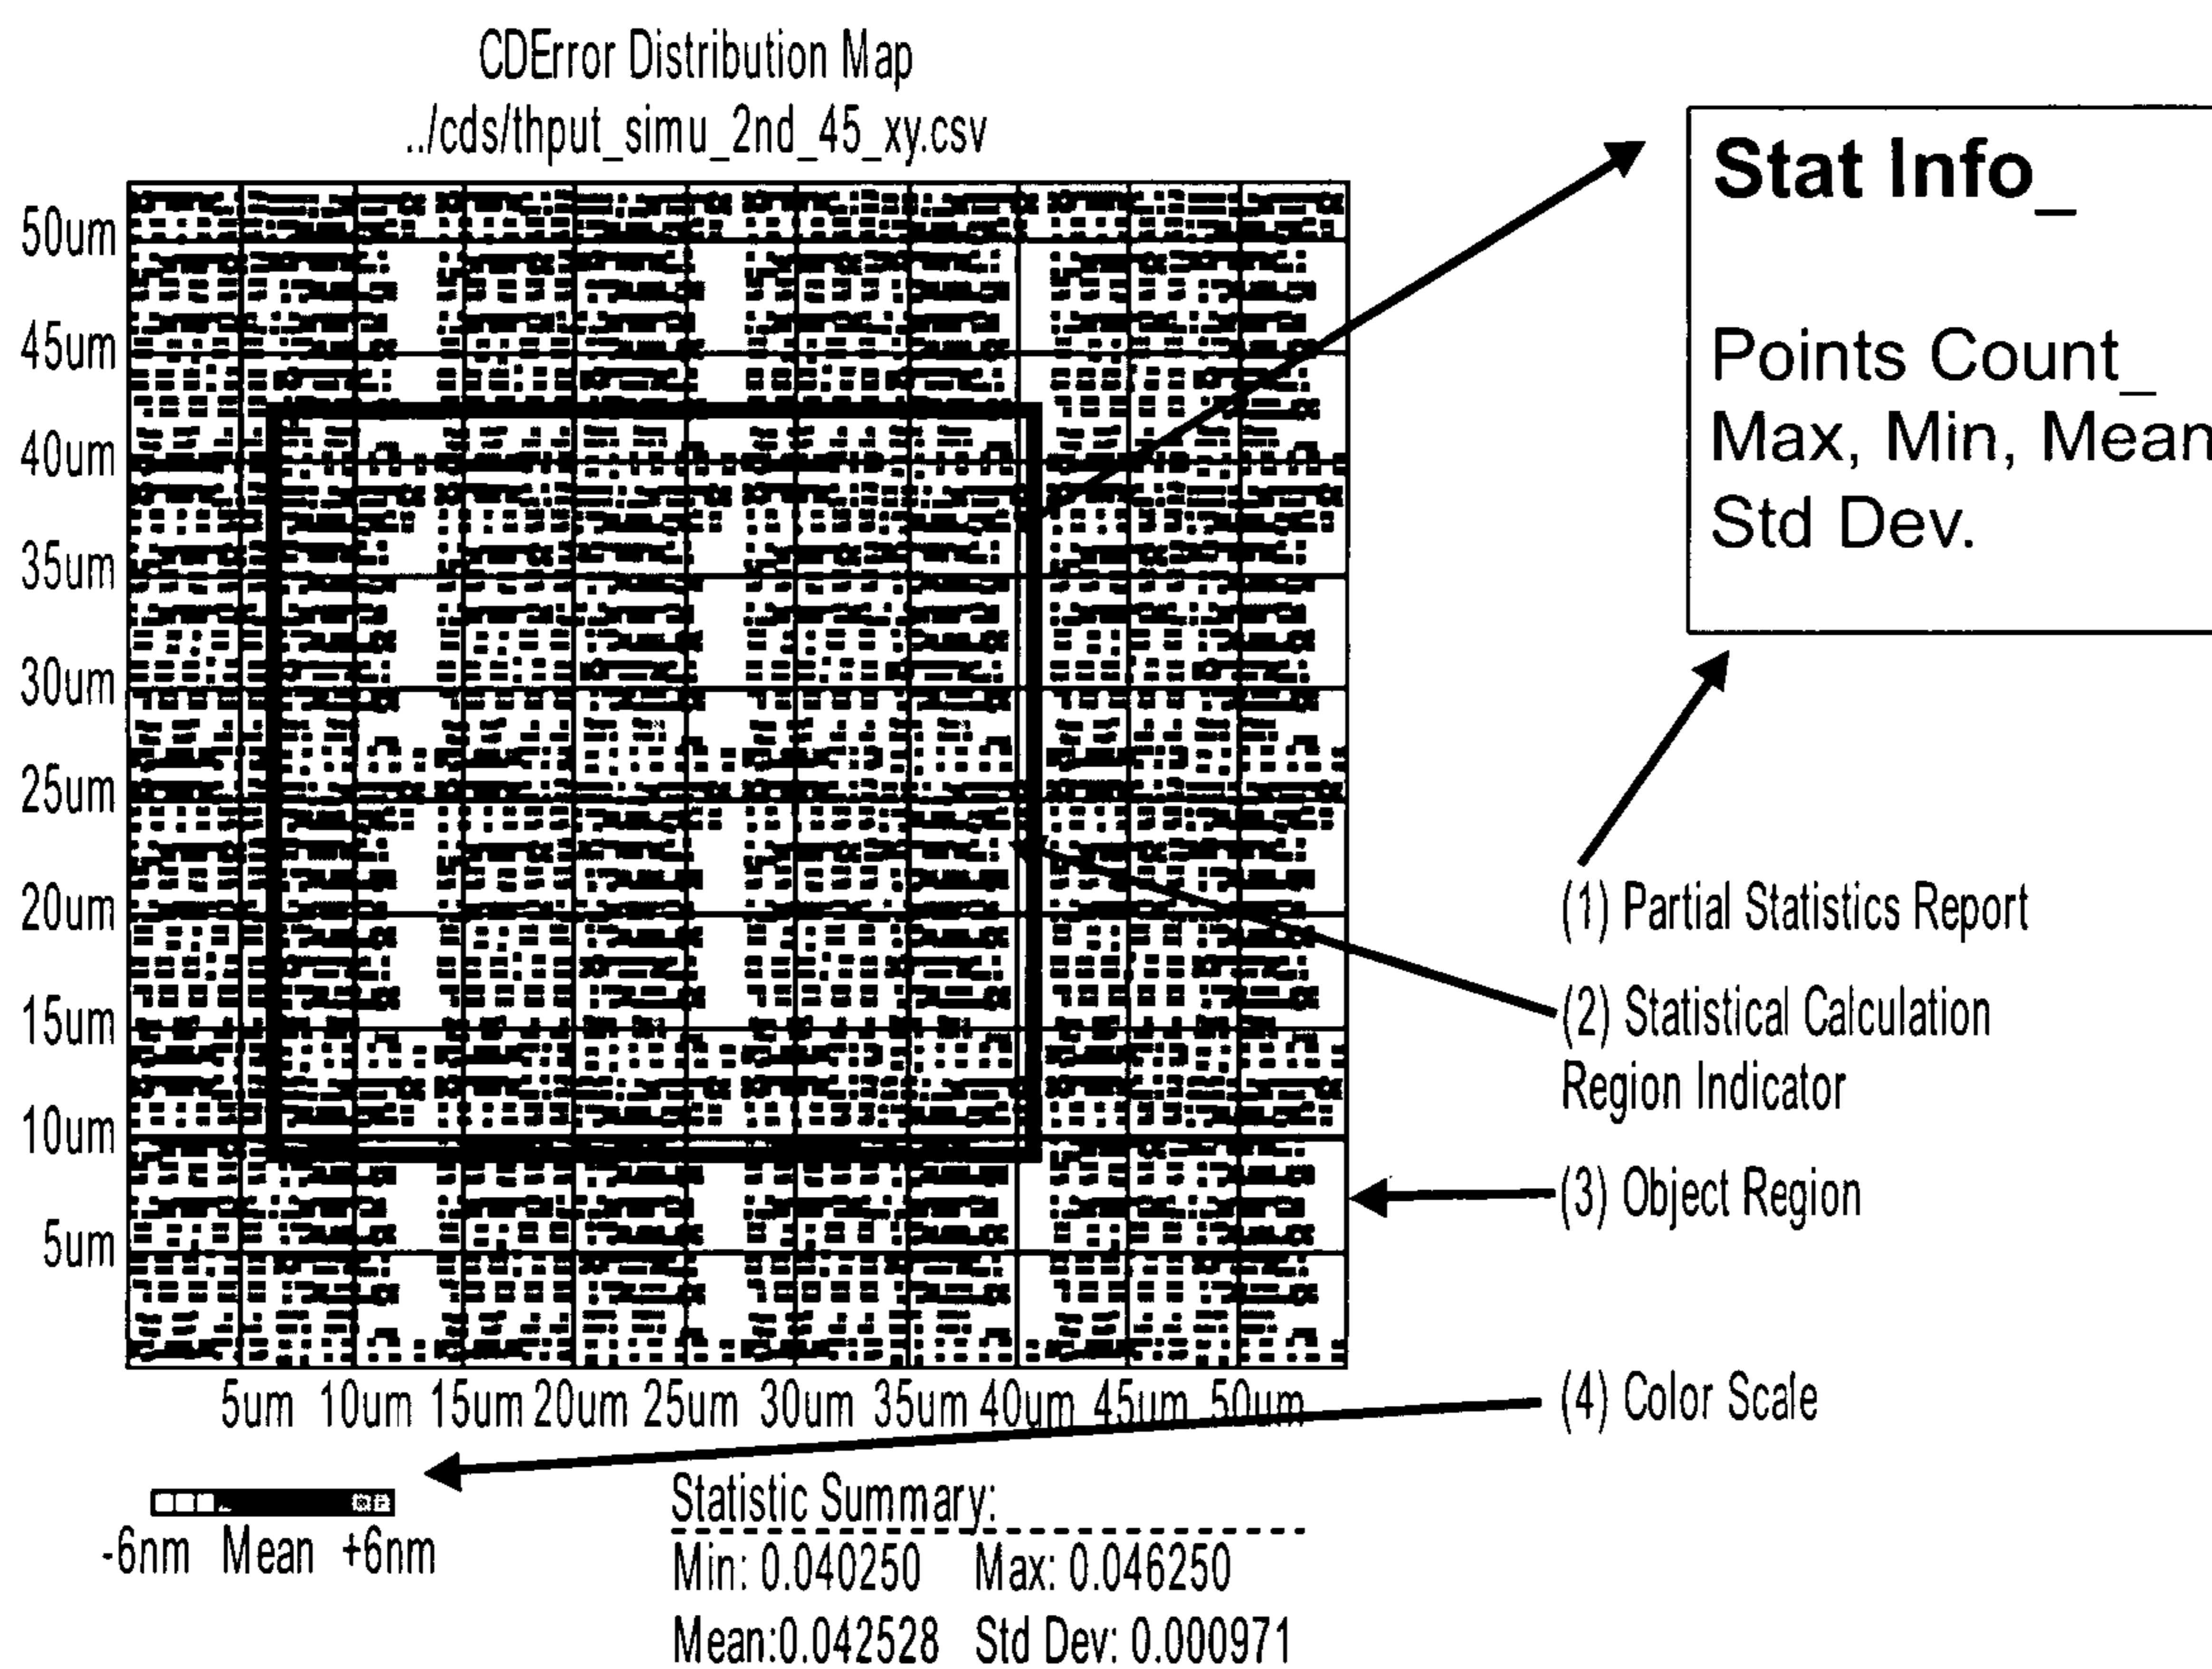 CDError Distribution Map
../cds/thput_simu_2nd_45_xy.csv
50um
45um
40um
35um
30um
25um
20um
15um
10um
5um
5um 10um 15um 20um 25um 30um 35um 40um 45um 50um
-6nm Mean +6nm
Statistic Summary:
Min: 0.040250 Max: 0.046250
Mean:0.042528 Std Dev: 0.000971
Stat Info_
Points Count_
Max, Min, Mean
Std Dev.
(1) Partial Statistics Report
(2) Statistical Calculation
Region Indicator
(3) Object Region
(4) Color Scale